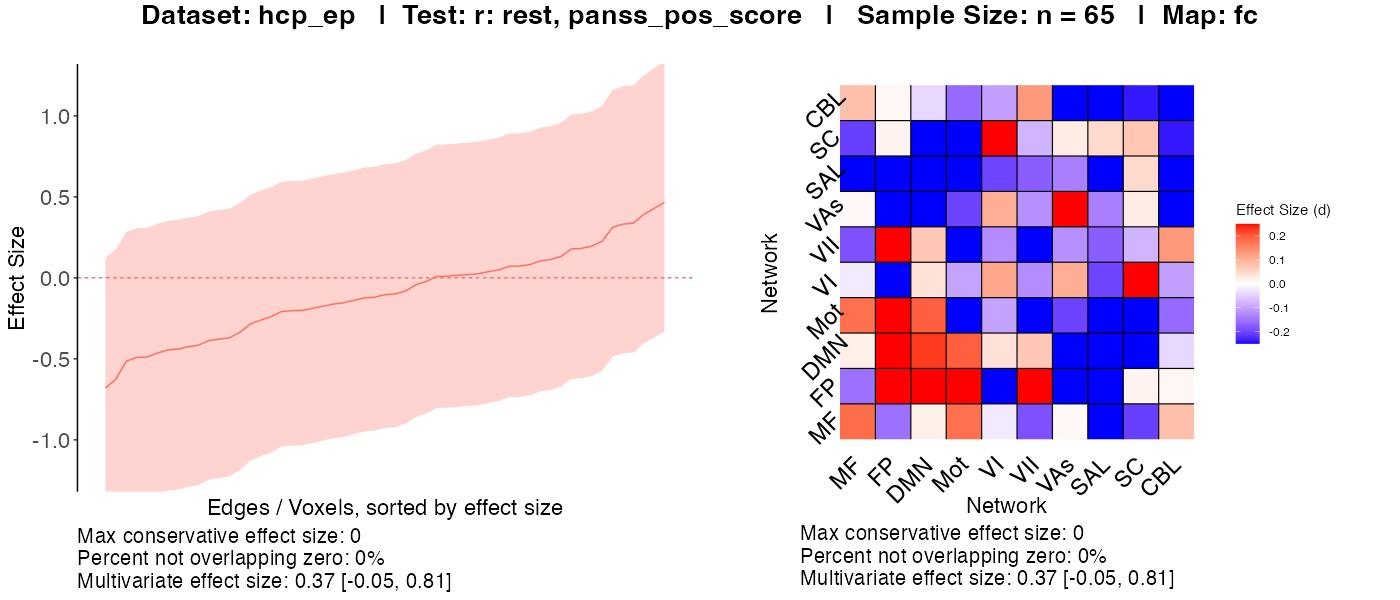 Dataset: hcp_ep | Test: r: rest, panss_pos_score | Sample Size: n = 65 | Map: fc
Effect Size
1.0
0.5
0.0
-0.5
-1.0
Edges / Voxels, sorted by effect size
Max conservative effect size: 0
Percent not overlapping zero: 0%
Multivariate effect size: 0.37 [-0.05, 0.81]
Network
CBL
SC
SAL
VAs
VII
VI
Mot
DMN
FP
MF
MF FP DMN Mot VI VII VAs SAL SC CBL
Network
Effect Size (d)
0.2
0.1
0.0
-0.1
-0.2
Max conservative effect size: 0
Percent not overlapping zero: 0%
Multivariate effect size: 0.37 [-0.05, 0.81]